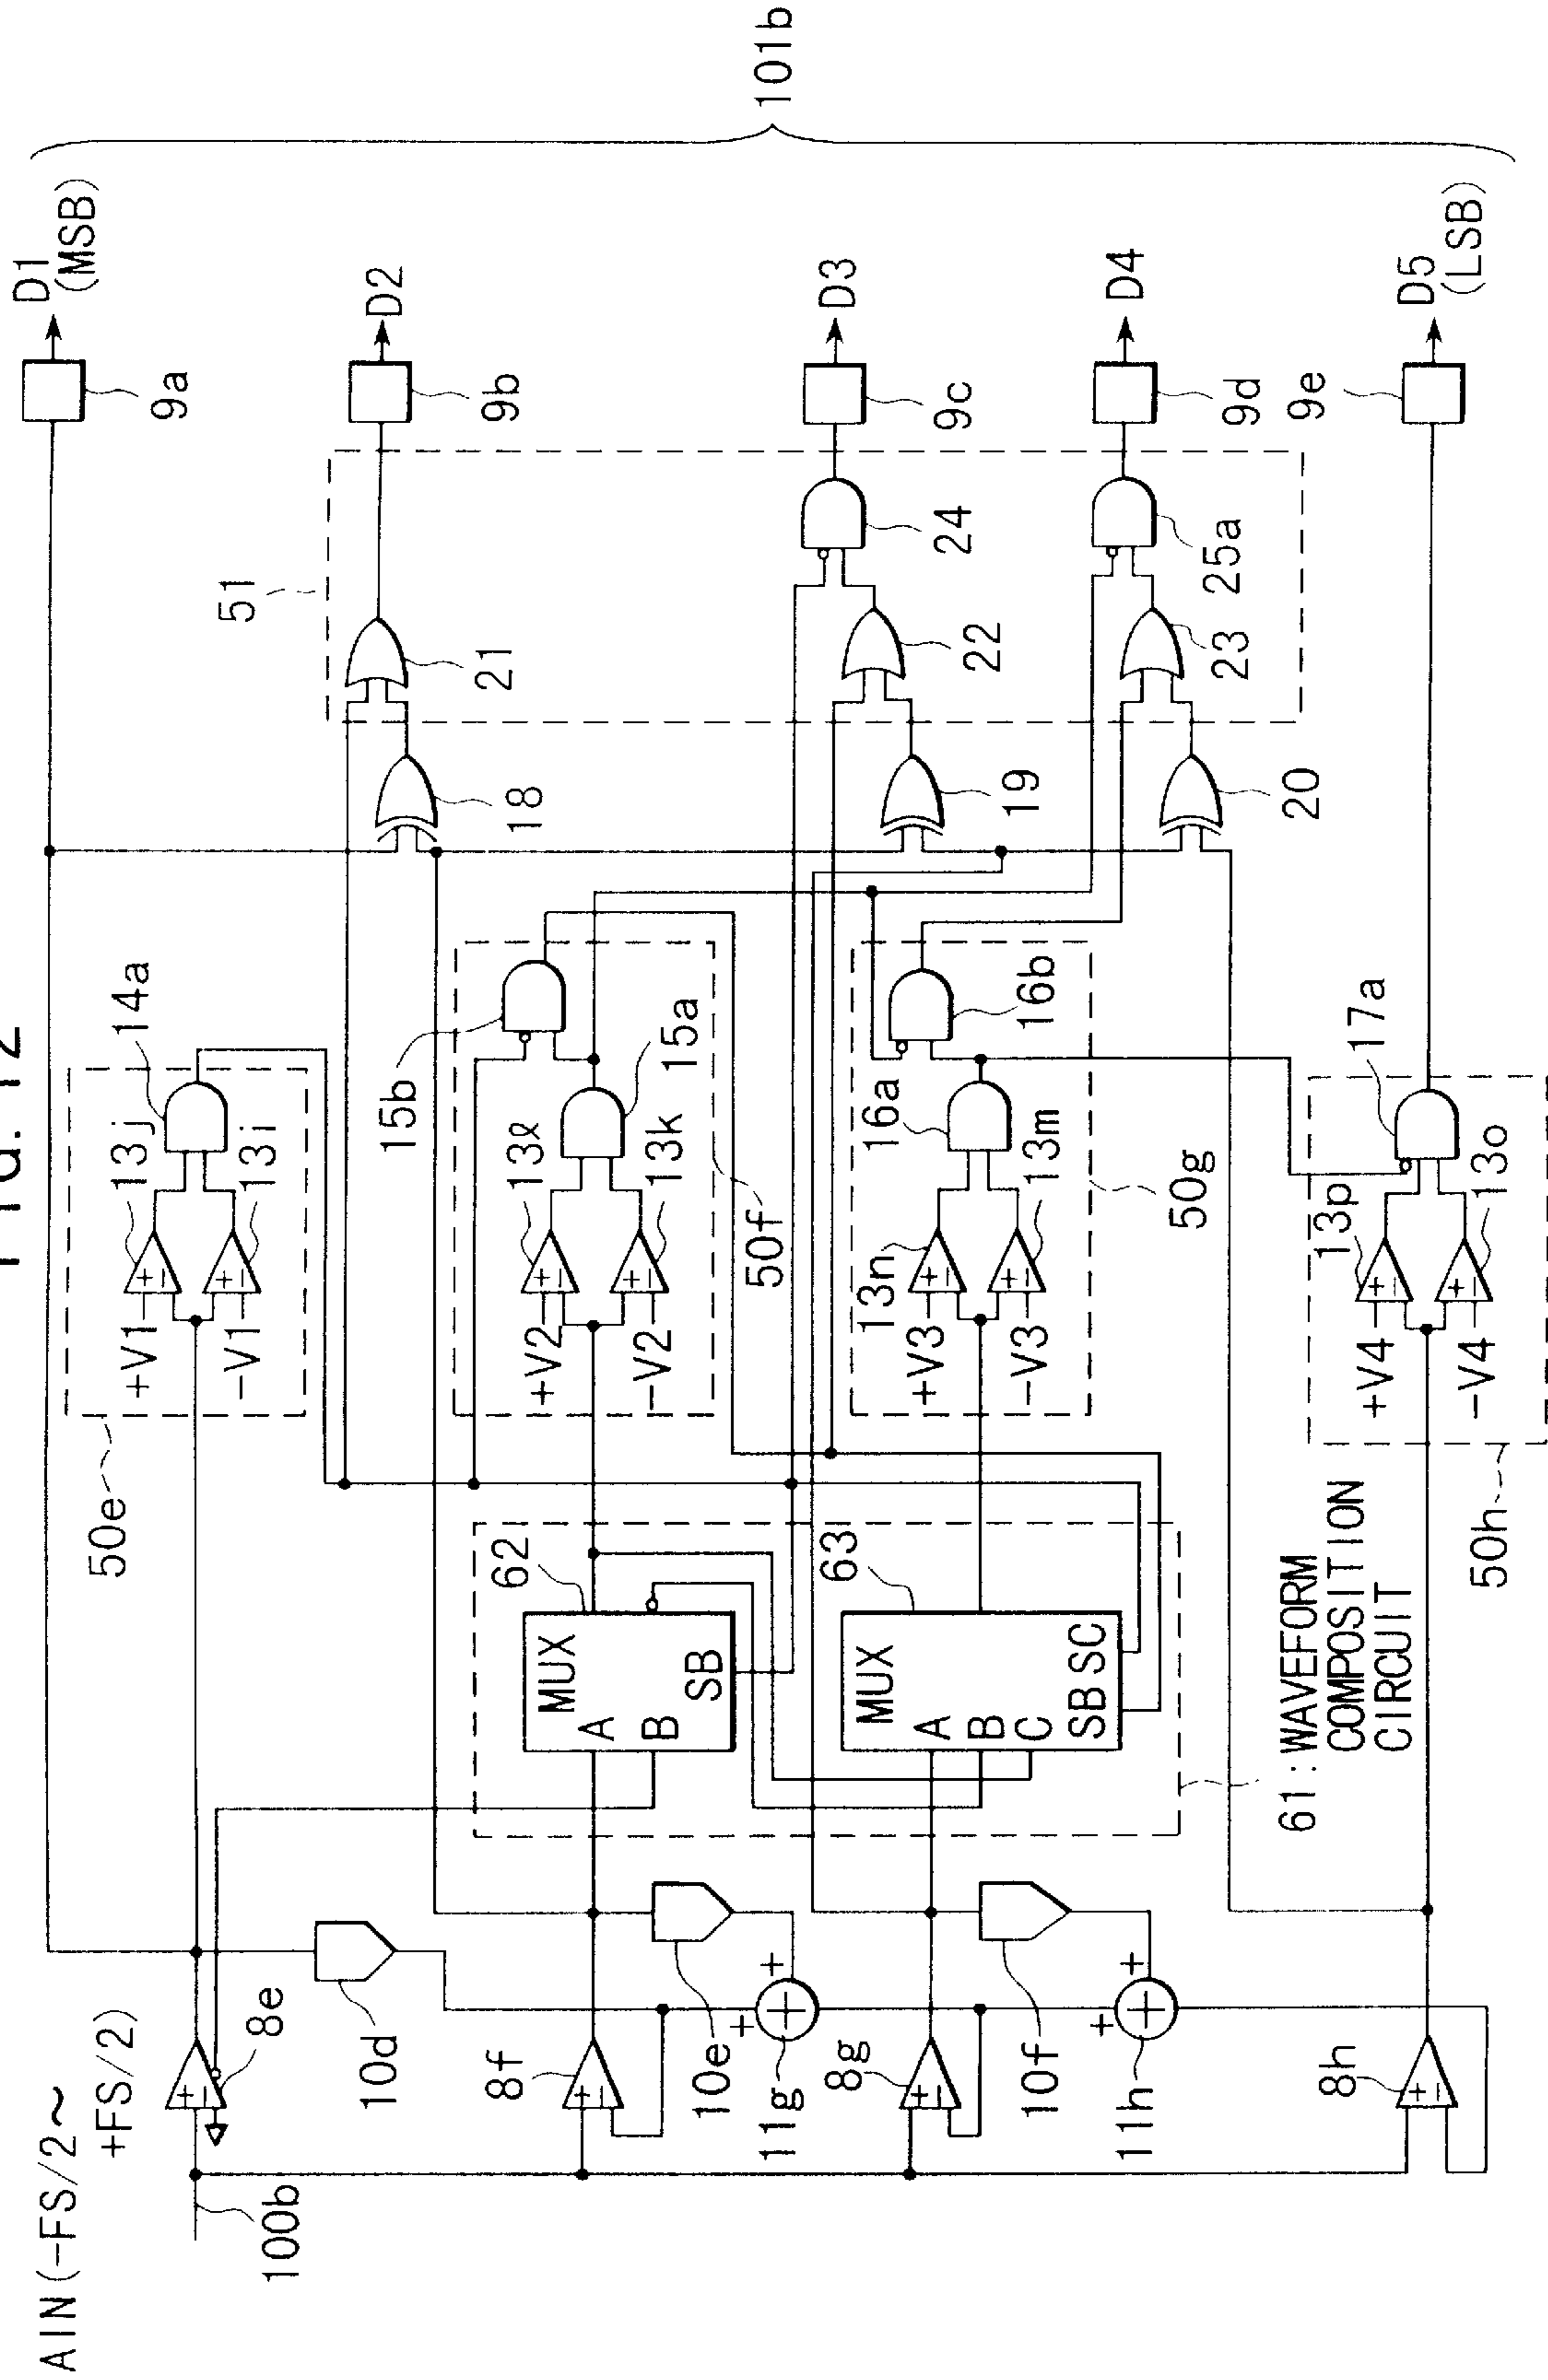 FIG. 12
AIN(-FS/2~
+FS/2)
100b
8e
10d
8f
10e
11g
8g
10f
11h
8h
50e
+V1
-V1
13j
13i
14a
62
MUX
A
B
SB
63
MUX
A
B
C
SB SC
61:WAVEFORM
COMPOSITION
CIRCUIT
15b
+V2
-V2
13ℓ
13k
15a
50f
13n
+V3
-V3
13m
16a
16b
50g
+V4
-V4
13p
13o
17a
50h
18
19
20
51
21
22
23
24
25a
9a
9b
9c
9d
9e
D1
(MSB)
D2
D3
D4
D5
(LSB)
101b